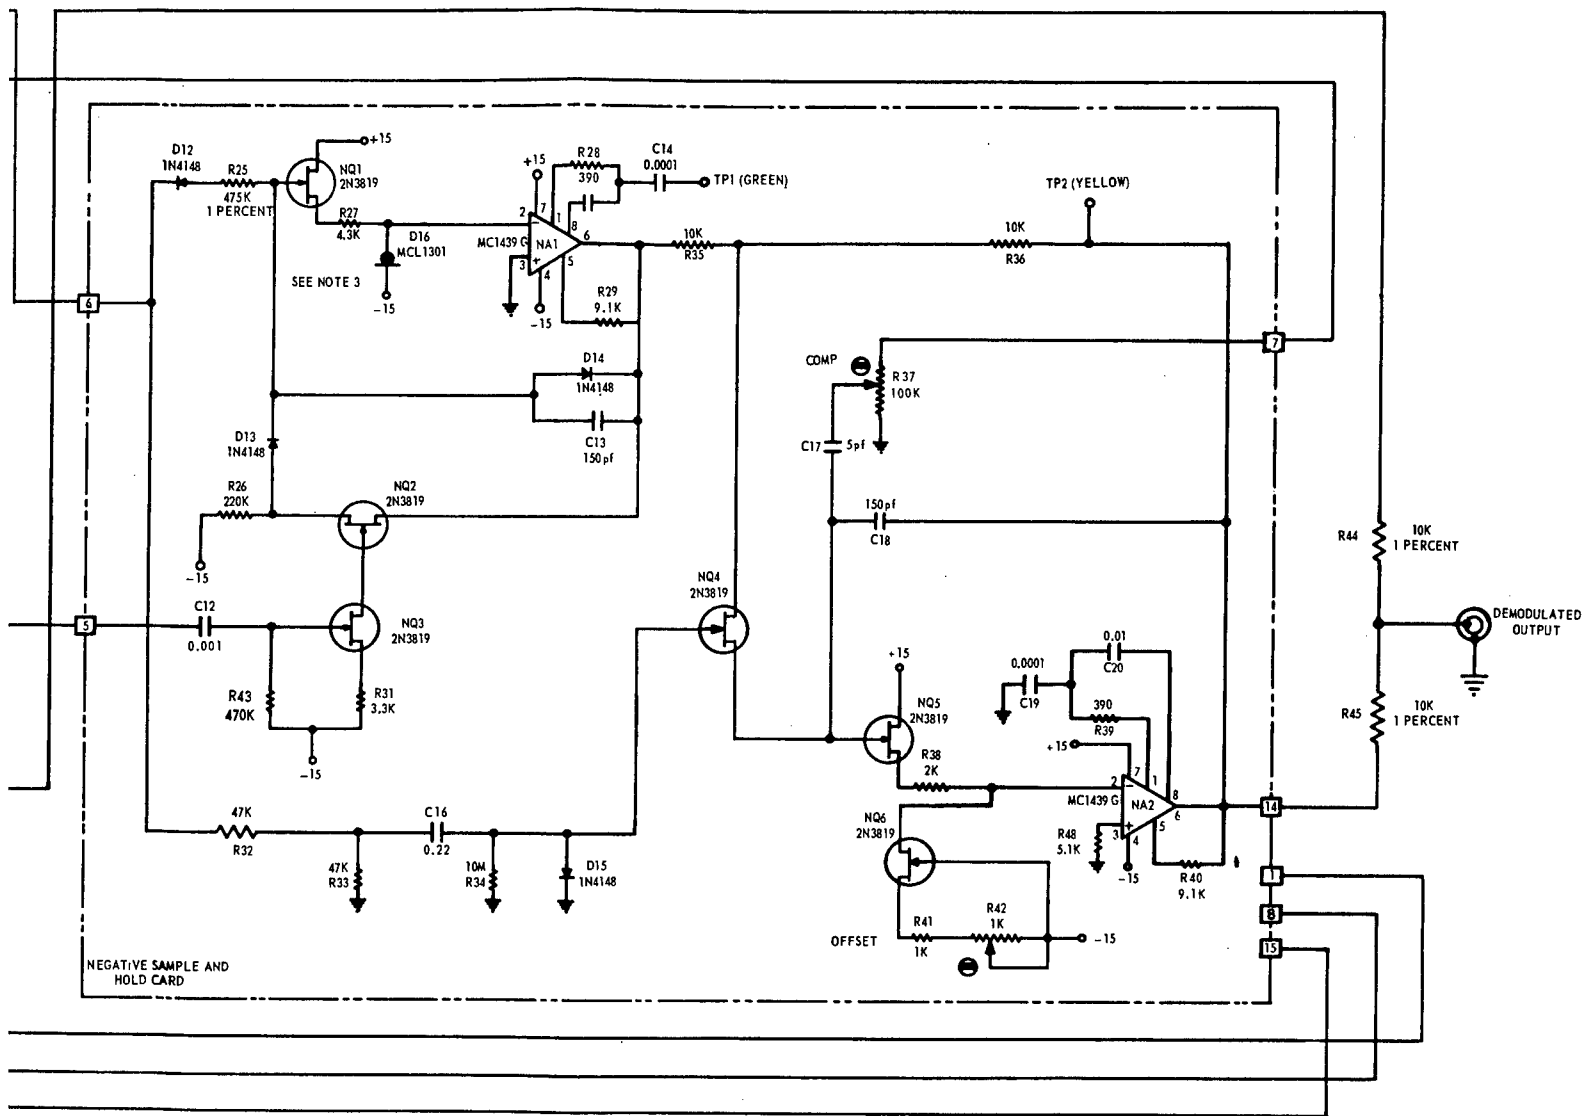 D12
1N4148
R25
475K
1 PERCENT
+15
NQ1
2N3819
R27
4.3K
D16
MCL1301
-15
SEE NOTE 3
+15
R28
390
C14
0.0001
TP1 (GREEN)
2
7
1
8
MC1439 G
NA1
6
3
4
5
-15
R29
9.1K
10K
R35
10K
R36
TP2 (YELLOW)
6
D14
1N4148
C13
150pf
D13
1N4148
R26
220K
-15
NQ2
2N3819
COMP
R37
100K
7
C17
5pf
150pf
C18
R44
10K
1 PERCENT
5
C12
0.001
NQ3
2N3819
R43
470K
R31
3.3K
-15
NQ4
2N3819
DEMODULATED
OUTPUT
+15
NQ5
2N3819
0.0001
C19
0.01
C20
390
R39
+15
R45
10K
1 PERCENT
R38
2K
2
7
1
8
MC1439 G
NA2
6
3
4
5
14
47K
R32
C16
0.22
47K
R33
10M
R34
D15
1N4148
NQ6
2N3819
R48
5.1K
-15
R40
9.1K
1
8
15
OFFSET
R41
1K
R42
1K
-15
NEGATIVE SAMPLE AND
HOLD CARD